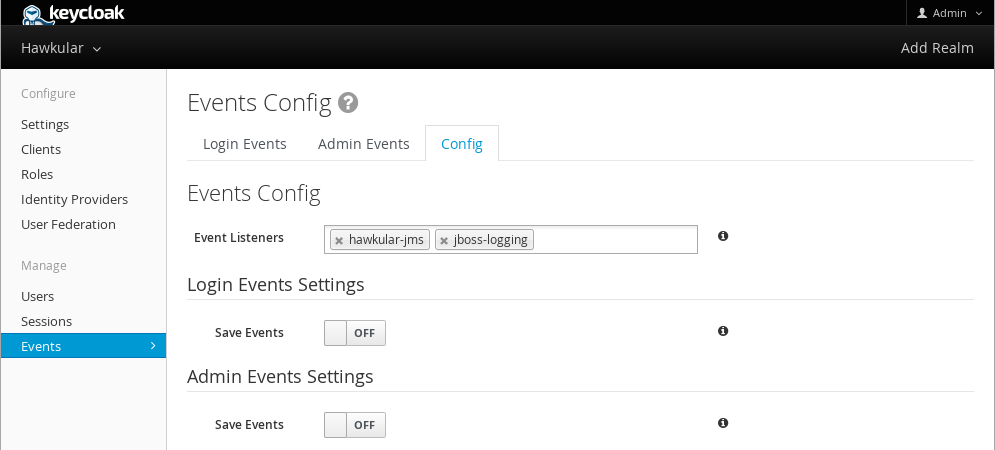 keycloak
Admin
Hawkular
Add Realm
Configure
Settings
Clients
Roles
Identity Providers
User Federation
Manage
Users
Sessions
Events
Events Config
Login Events Admin Events Config
Events Config
Event Listeners hawkular-jms jboss-logging
Login Events Settings
Save Events OFF
Admin Events Settings
Save Events OFF